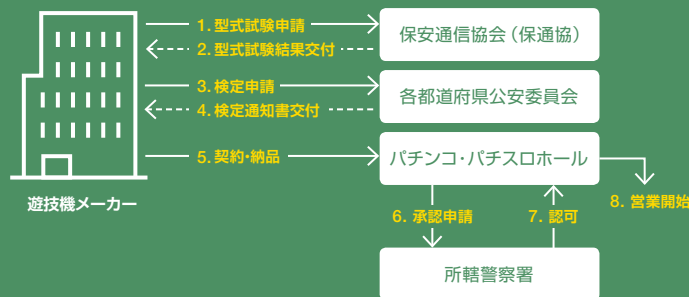 1. 型式試験申請
保安通信協会（保通協）
2. 型式試験結果交付
3. 検定申請
各都道府県公安委員会
4. 検定通知書交付
5. 契約・納品
パチンコ・パチスロホール
遊技機メーカー
6. 承認申請
7. 認可
8. 営業開始
所轄警察署